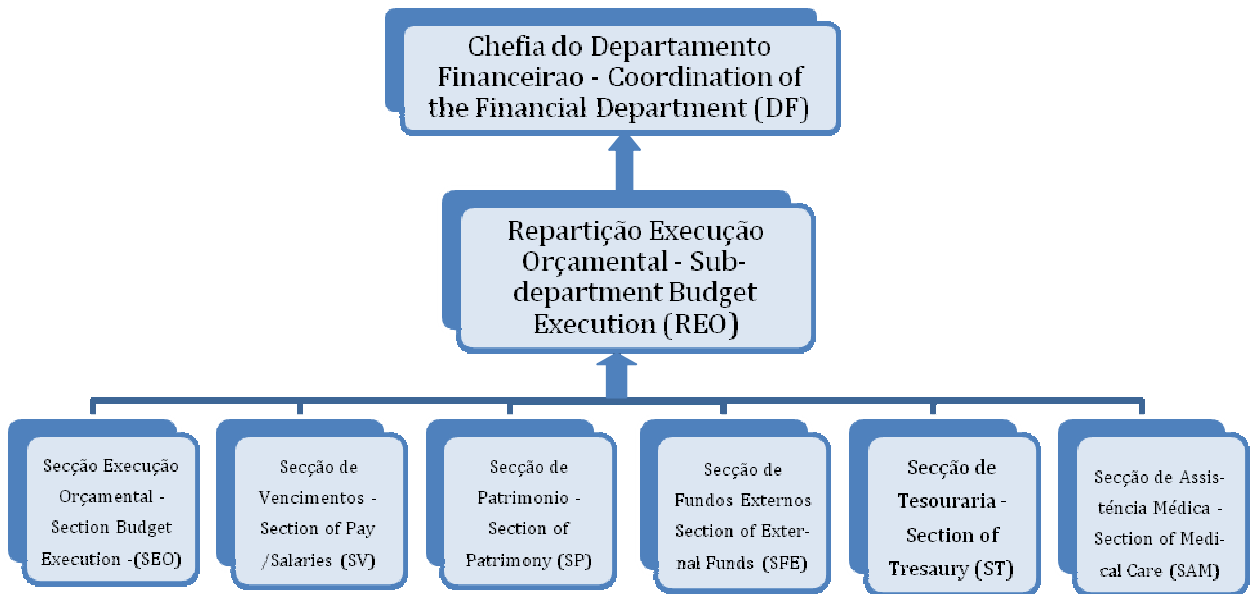 Chefia do Departamento
Financeirao - Coordination of
the Financial Department (DF)
Repartição Execução
Orçamental - Sub-
department Budget
Execution (REO)
Secção Execução
Orçamental -
Section Budget
Execution -(SEO)
Secção de
Vencimentos -
Section of Pay
/Salaries (SV)
Secção de
Patrimonio -
Section of
Patrimony (SP)
Secção de
Fundos Externos
Section of Exter-
nal Funds (SFE)
Secção de
Tesouraria -
Section of
Tresaury (ST)
Secção de Assis-
téncia Médica -
Section of Medi-
cal Care (SAM)